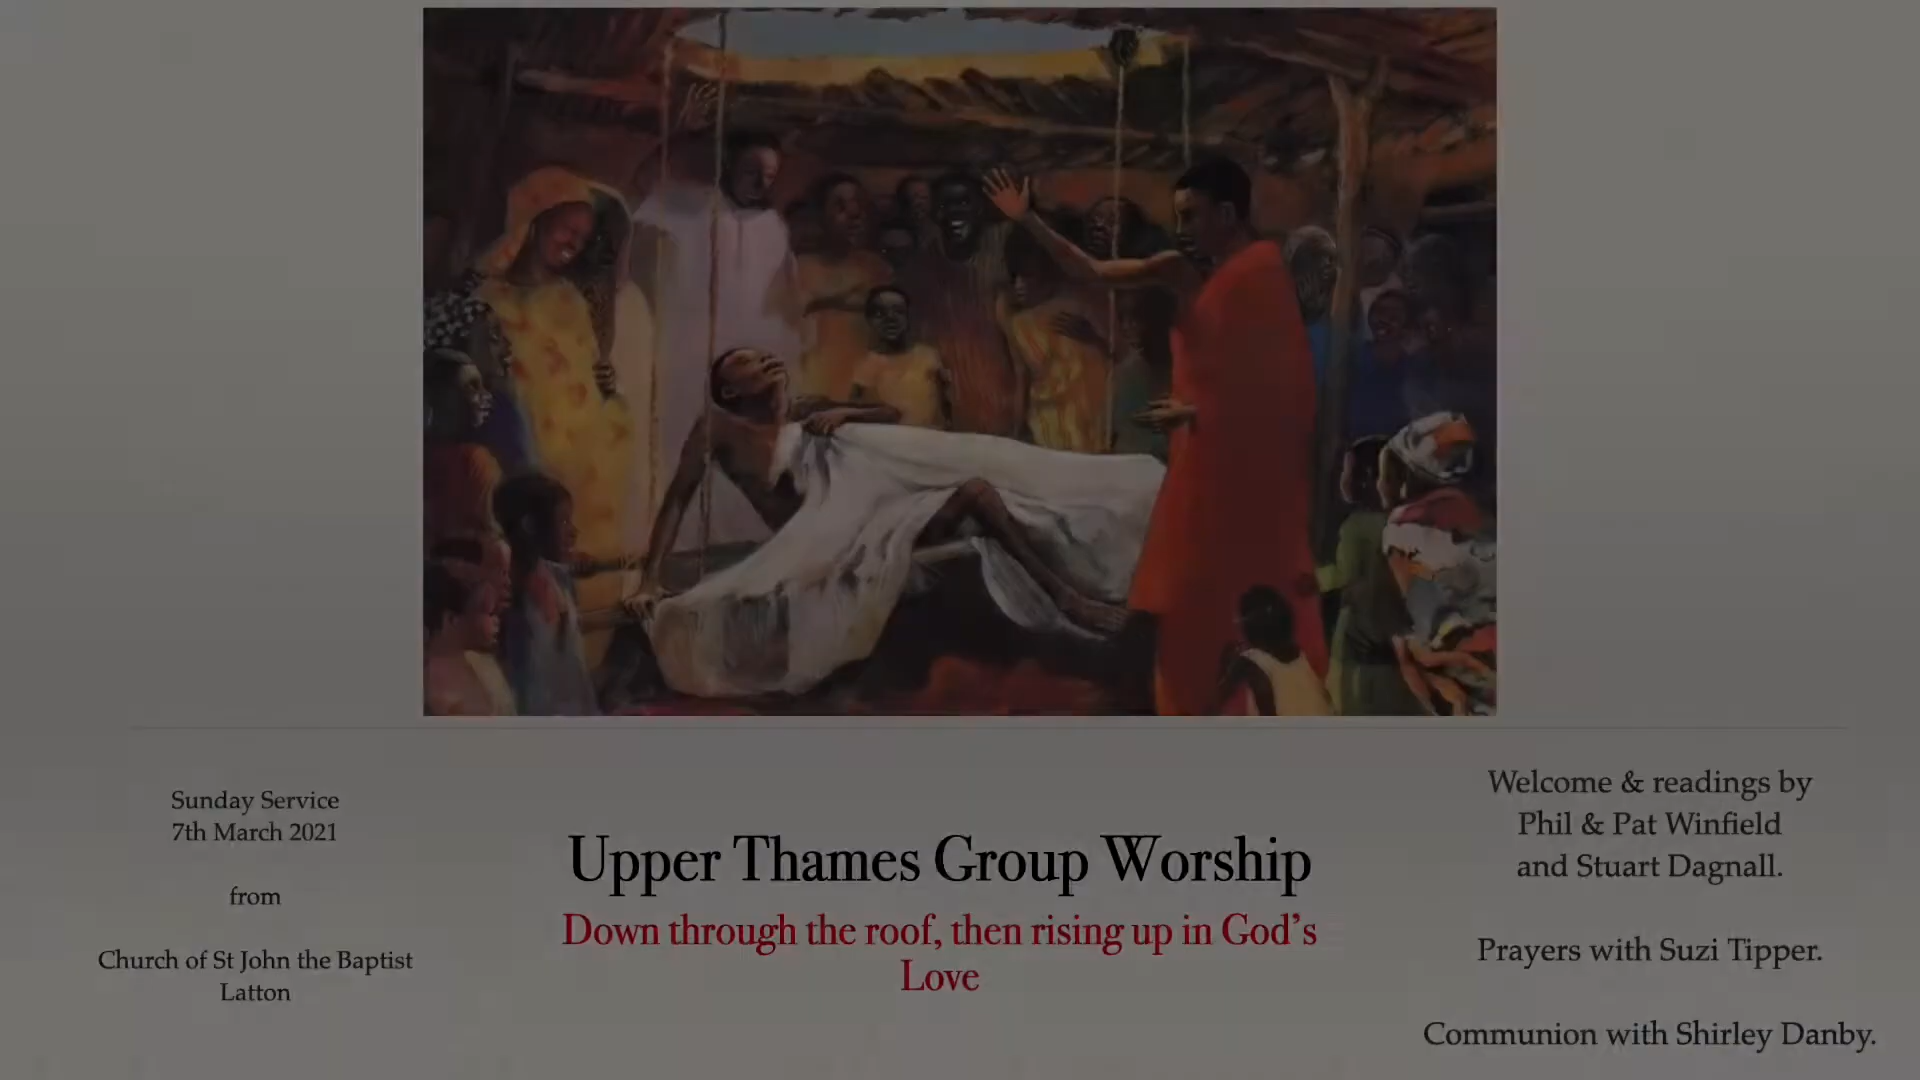 Sunday Service
7th March 2021
from
Church of St John the Baptist
Latton
Upper Thames Group Worship
Down through the roof, then rising up in God's
Love
Welcome & readings by
Phil & Pat Winfield
and Stuart Dagnall.
Prayers with Suzi Tipper.
Communion with Shirley Danby.